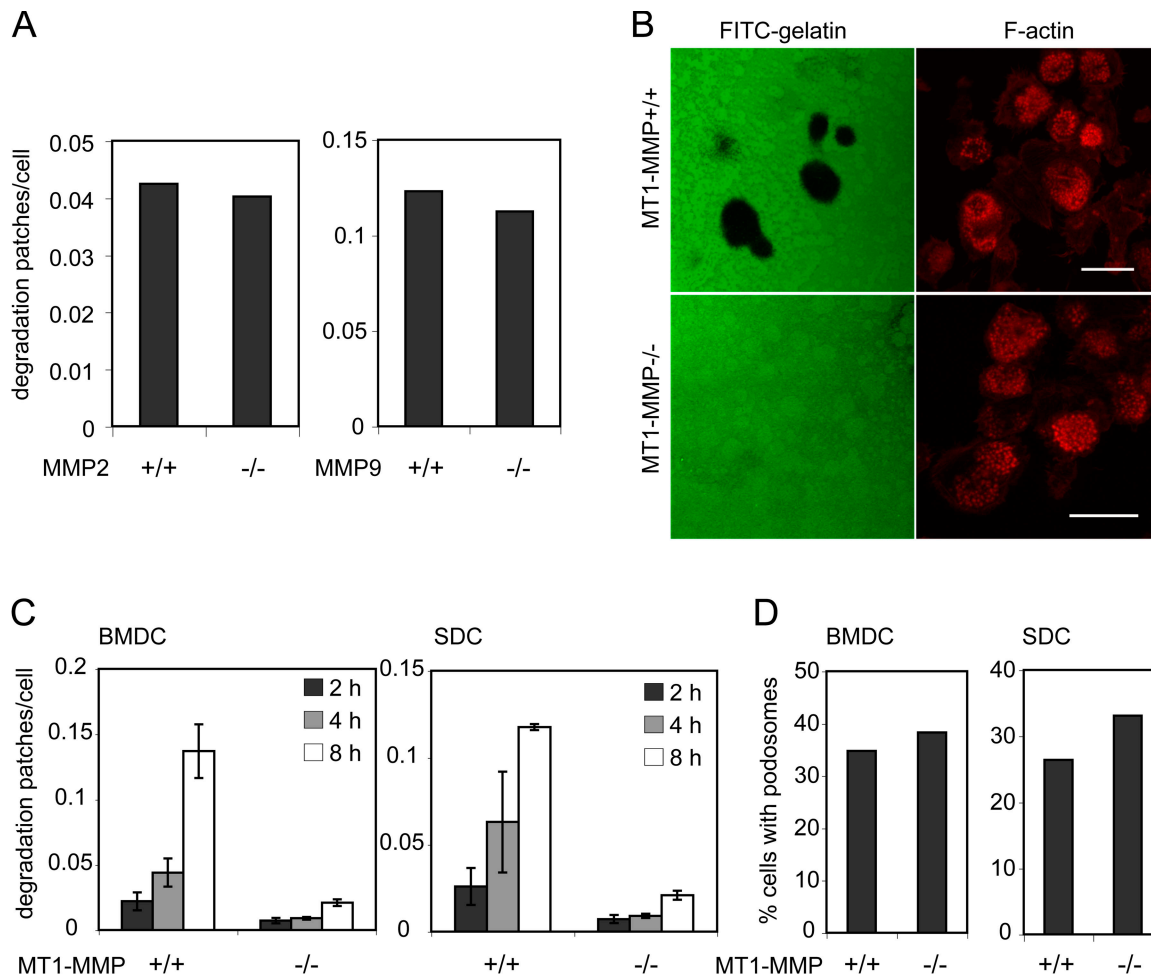 A
degradation patches/cell
0.05
0.04
0.03
0.02
0.01
0
MMP2 +/+ -/-
0.15
0.1
0.05
0
MMP9 +/+ -/-
B
FITC-gelatin F-actin
MT1-MMP+/+
MT1-MMP-/-
C
BMDC
degradation patches/cell
0.2
0.15
0.1
0.05
0
2 h
4 h
8 h
MT1-MMP +/+ -/-
SDC
0.15
0.1
0.05
0
2 h
4 h
8 h
+/+ -/-
D
BMDC
% cells with podosomes
50
40
30
20
10
0
MT1-MMP +/+ -/-
SDC
40
30
20
10
0
+/+ -/-